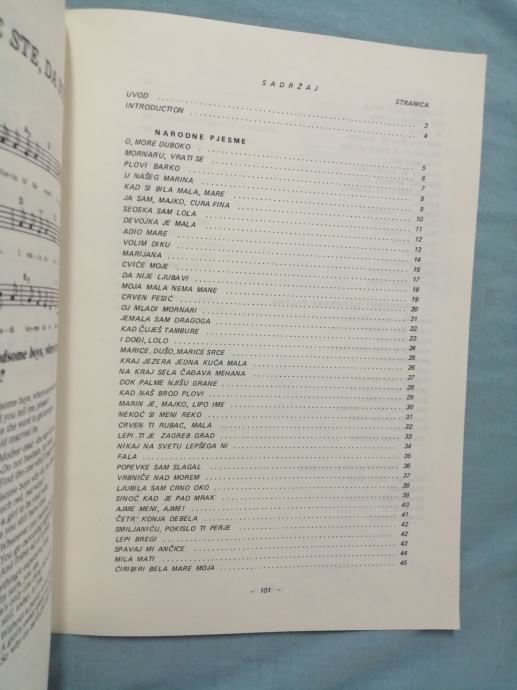 STE, DA
dsome boys, where
?
S A D R Ž A J
STRANICA
UVOD ........ 3
INTRODUCTION ........ 4
NARODNE PJESME
O, MORE DUBOKO ........ 5
MORNARU, VRATI SE ........ 6
PLOVI BARKO ........ 7
U NAŠEG MARINA ........ 8
KAD SI BILA MALA, MARE ........ 9
JA SAM, MAJKO, CURA FINA ........ 10
SEOSKA SAM LOLA ........ 11
DEVOJKA JE MALA ........ 12
ADIO MARE ........ 13
VOLIM DIKU ........ 14
MARIJANA ........ 15
CVIĆE MOJE ........ 17
DA NIJE LJUBAVI ........ 18
MOJA MALA NEMA MANE ........ 19
CRVEN FESIĆ ........ 20
OJ MLADI MORNARI ........ 21
JEMALA SAM DRAGOGA ........ 22
KAD ČUJEŠ TAMBURE ........ 23
I DOĐI, LOLO ........ 24
MARICE, DUŠO, MARICE SRCE ........ 25
KRAJ JEZERA JEDNA KUĆA MALA ........ 26
NA KRAJ SELA ČAĐAVA MEHANA ........ 27
DOK PALME NJIŠU GRANE ........ 28
KAD NAŠ BROD PLOVI ........ 29
MARIN JE, MAJKO, LIPO IME ........ 30
NEKOĆ SI MENI REKO ........ 31
CRVEN TI RUBAC, MALA ........ 32
LEPI TI JE ZAGREB GRAD ........ 33
NIKAJ NA SVETU LEPŠEGA NI ........ 34
FALA ........ 35
POPEVKE SAM SLAGAL ........ 36
VRBNIČE NAD MOREM ........ 37
LJUBILA SAM CRNO OKO ........ 38
SINOĆ KAD JE PAO MRAK ........ 39
AJME MENI, AJME! ........ 40
ČETR' KONJA DEBELA ........ 41
SMILJANIĆU, POKISLO TI PERJE ........ 42
LEPI BREGI ........ 42
SPAVAJ MI ANČICE ........ 43
MILA MATI ........ 44
ĆIRIBIRI BELA MARE MOJA ........ 45
– 101 –